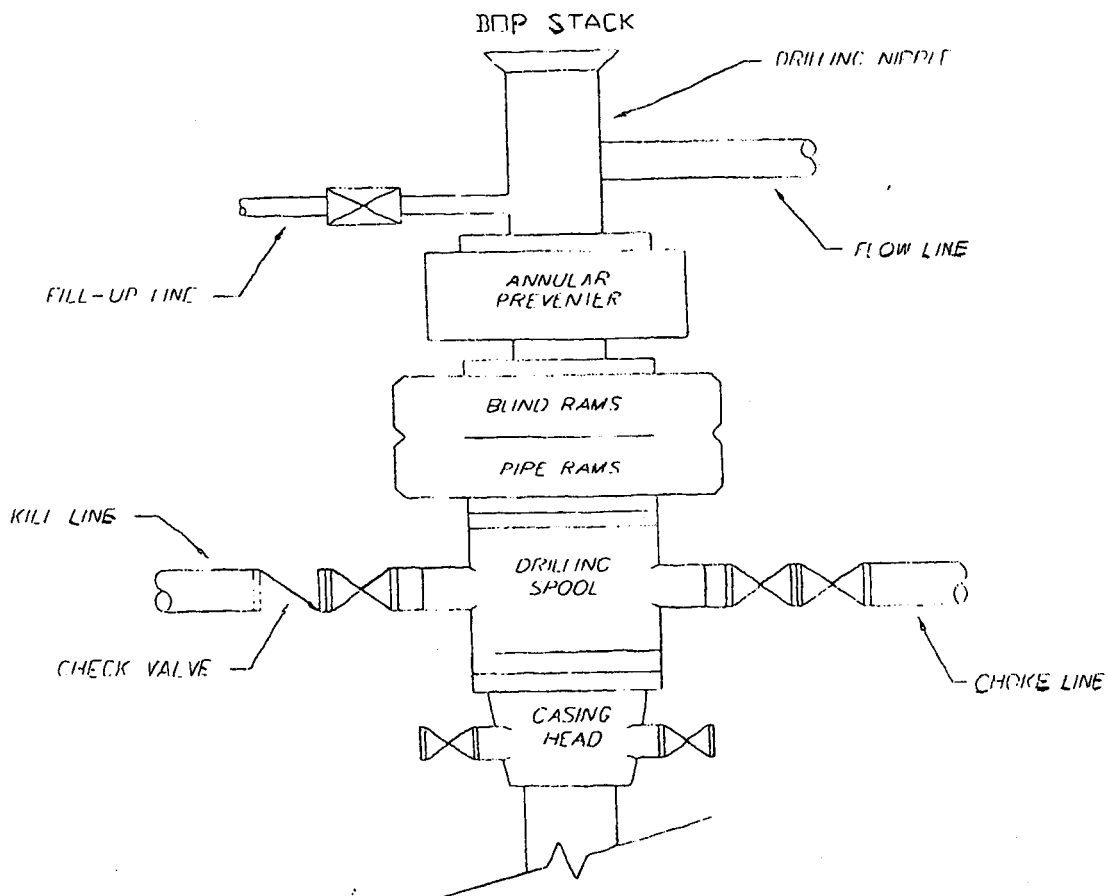 BOP STACK
DRILLING NIPPLE
FLOW LINE
FILL-UP LINE
ANNULAR
PREVENTER
BLIND RAMS
PIPE RAMS
KILL LINE
DRILLING
SPOOL
CHECK VALVE
CHOKE LINE
CASING
HEAD